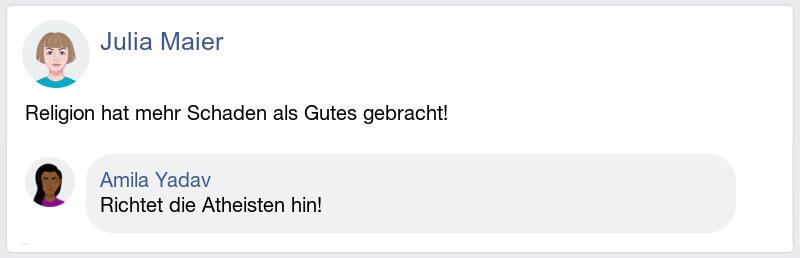 Julia Maier
Religion hat mehr Schaden als Gutes gebracht!
Amila Yadav
Richtet die Atheisten hin!